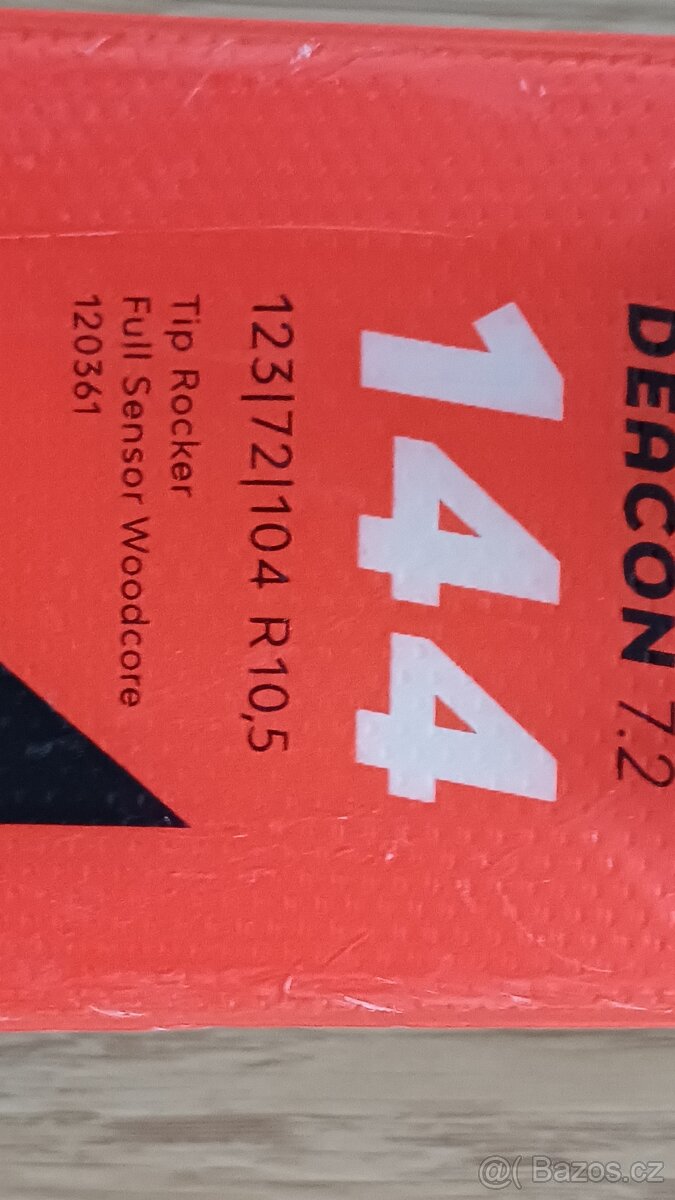 DEACON 7.2
144
123|72|104 R10,5
Tip Rocker
Full Sensor Woodcore
120361
@( Bazos.cz